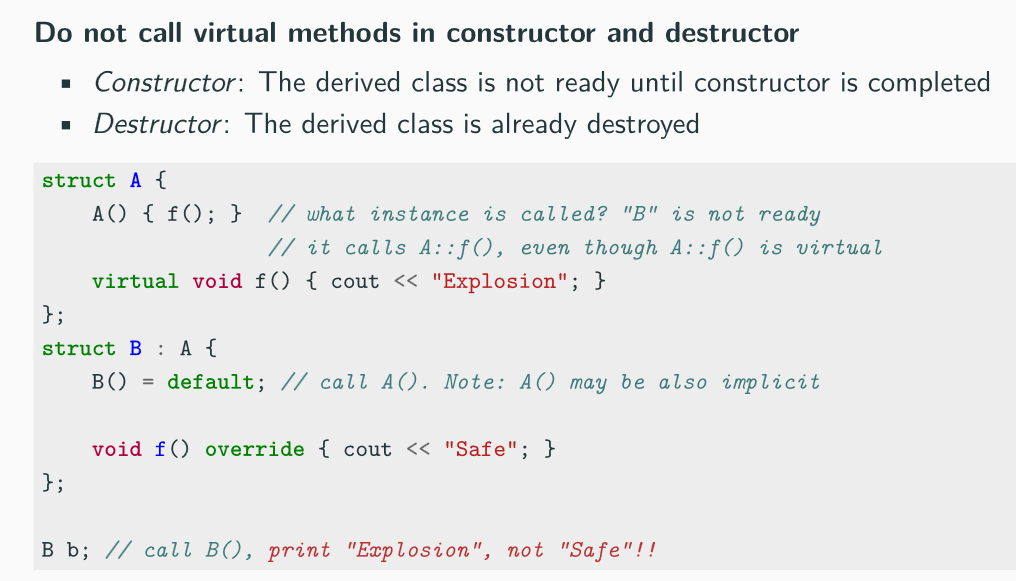 Do not call virtual methods in constructor and destructor
▪ Constructor: The derived class is not ready until constructor is completed
▪ Destructor: The derived class is already destroyed
struct A {
    A() { f(); }  // what instance is called? "B" is not ready
                  // it calls A::f(), even though A::f() is virtual
    virtual void f() { cout << "Explosion"; }
};
struct B : A {
    B() = default; // call A(). Note: A() may be also implicit
    void f() override { cout << "Safe"; }
};
B b; // call B(), print "Explosion", not "Safe"!!